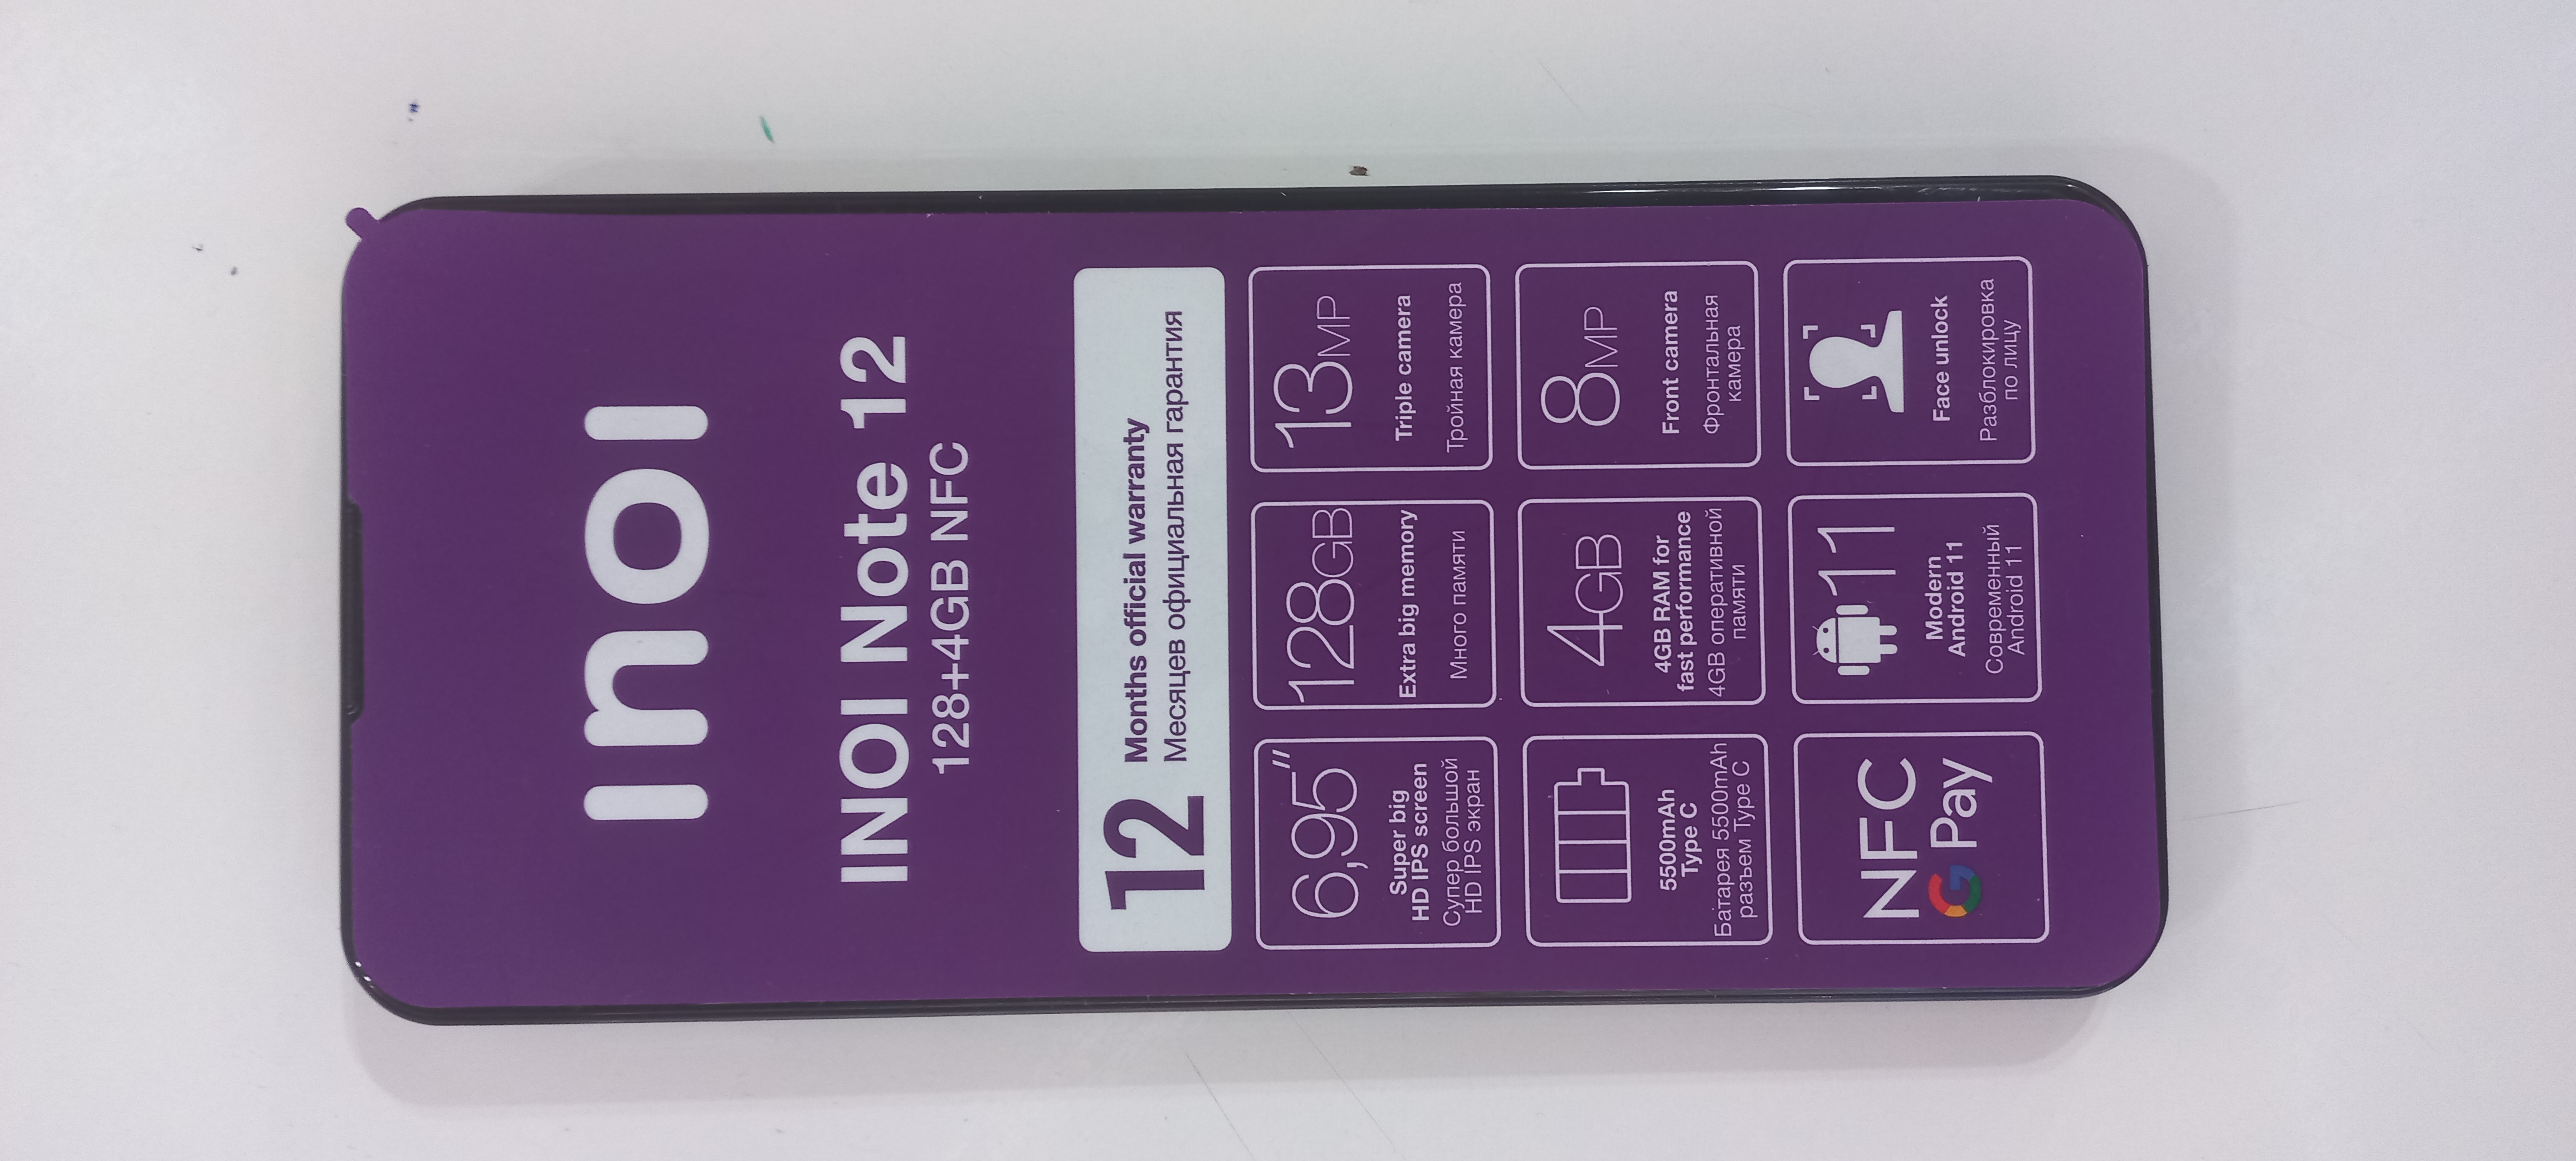 inoi
INOI Note 12
128+4GB NFC
12
Months official warranty
Месяцев официальная гарантия
6,95"
Super big
HD IPS screen
Супер большой
HD IPS экран
128GB
Extra big memory
Много памяти
13MP
Triple camera
Тройная камера
5500mAh
Type C
Батарея 5500mAh
разъем Type C
4GB
4GB RAM for
fast performance
4GB оперативной
памяти
8MP
Front camera
Фронтальная
камера
NFC
G Pay
11
Modern
Android 11
Современный
Android 11
Face unlock
Разблокировка
по лицу